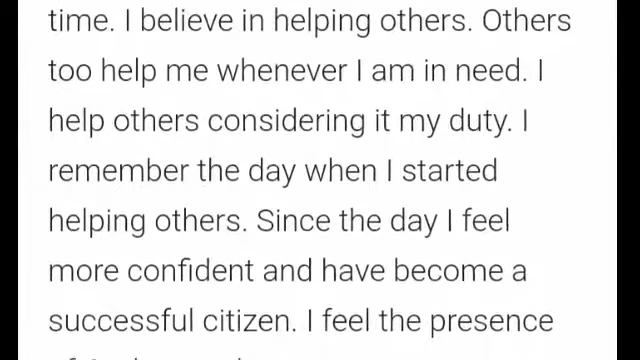 time. I believe in helping others. Others
too help me whenever I am in need. I
help others considering it my duty. I
remember the day when I started
helping others. Since the day I feel
more confident and have become a
successful citizen. I feel the presence